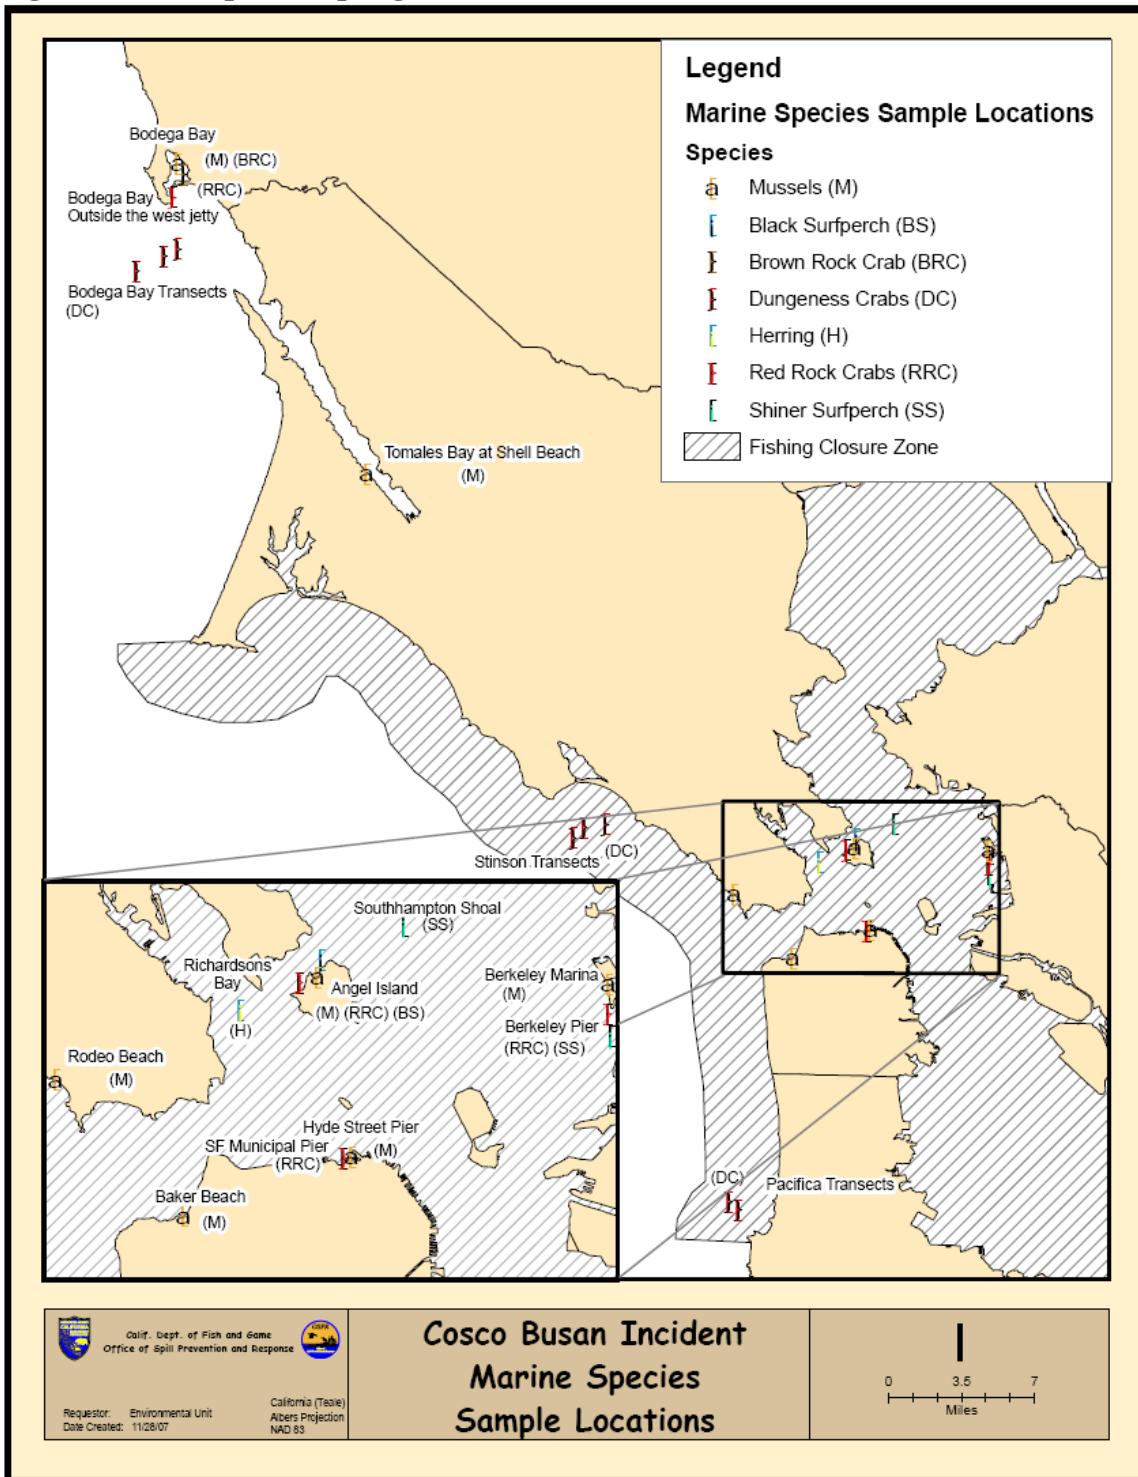 Legend
Marine Species Sample Locations
Species
Mussels (M)
Black Surfperch (BS)
Brown Rock Crab (BRC)
Dungeness Crabs (DC)
Herring (H)
Red Rock Crabs (RRC)
Shiner Surfperch (SS)
Fishing Closure Zone
Bodega Bay
(M) (BRC)
(RRC)
Bodega Bay
Outside the west jetty
Bodega Bay Transects
(DC)
Tomales Bay at Shell Beach
(M)
Stinson Transects
(DC)
Southhampton Shoal
(SS)
Richardsons
Bay
(H)
Angel Island
(M) (RRC) (BS)
Berkeley Marina
(M)
Berkeley Pier
(RRC) (SS)
Rodeo Beach
(M)
Hyde Street Pier
(M)
SF Municipal Pier
(RRC)
Baker Beach
(M)
(DC)
Pacifica Transects
Calif. Dept. of Fish and Game
Office of Spill Prevention and Response
Requestor: Environmental Unit
Date Created: 11/28/07
California (Teale)
Albers Projection
NAD 83
Cosco Busan Incident
Marine Species
Sample Locations
0 3.5 7
Miles